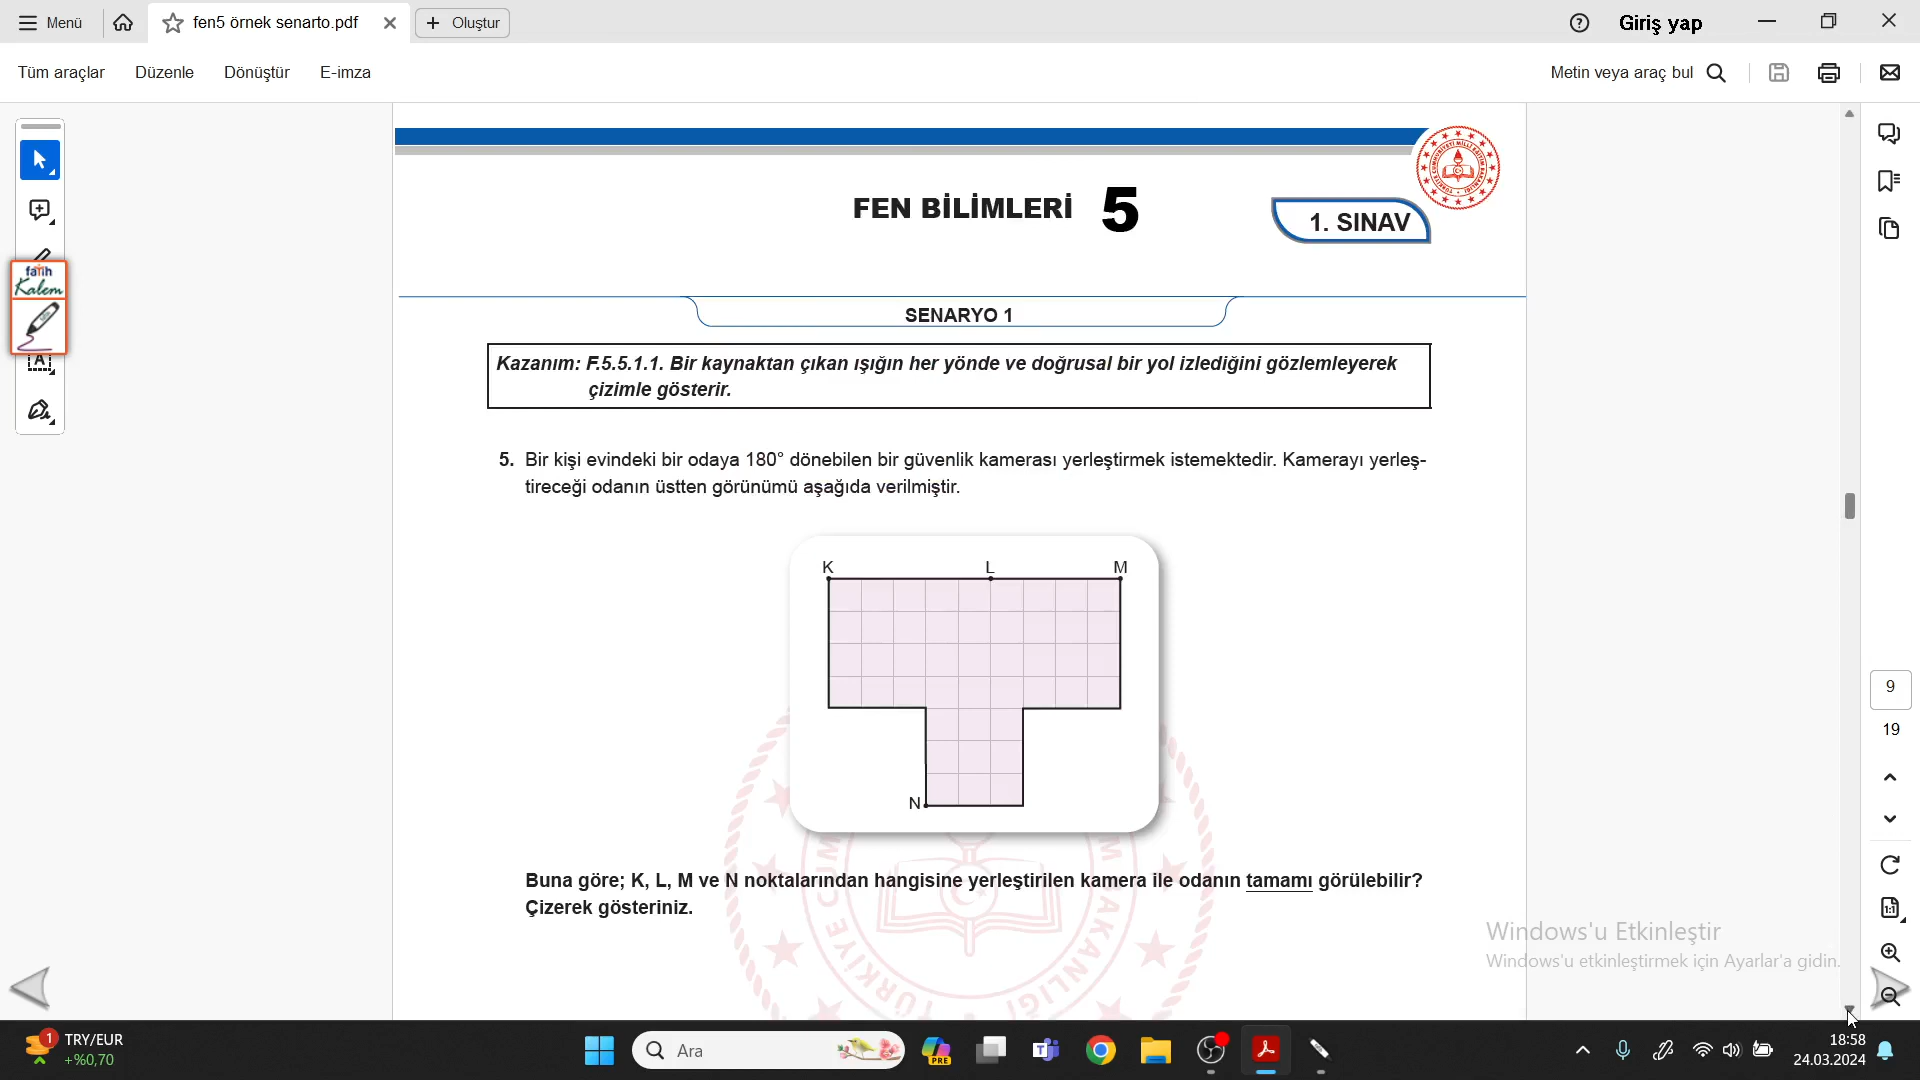 Menü
fen5 örnek senarto.pdf
Oluştur
Giriş yap
Tüm araçlar
Düzenle
Dönüştür
E-imza
Metin veya araç bul
FEN BİLİMLERİ 5
1. SINAV
SENARYO 1
Kazanım: F.5.5.1.1. Bir kaynaktan çıkan ışığın her yönde ve doğrusal bir yol izlediğini gözlemleyerek
çizimle gösterir.
fatih
Kalem
5. Bir kişi evindeki bir odaya 180° dönebilen bir güvenlik kamerası yerleştirmek istemektedir. Kamerayı yerleş-
tireceği odanın üstten görünümü aşağıda verilmiştir.
K
L
M
N
9
19
Buna göre; K, L, M ve N noktalarından hangisine yerleştirilen kamera ile odanın tamamı görülebilir?
Çizerek gösteriniz.
Windows'u Etkinleştir
Windows'u etkinleştirmek için Ayarlar'a gidin.
1
TRY/EUR
+%0,70
Ara
PRE
18:58
24.03.2024